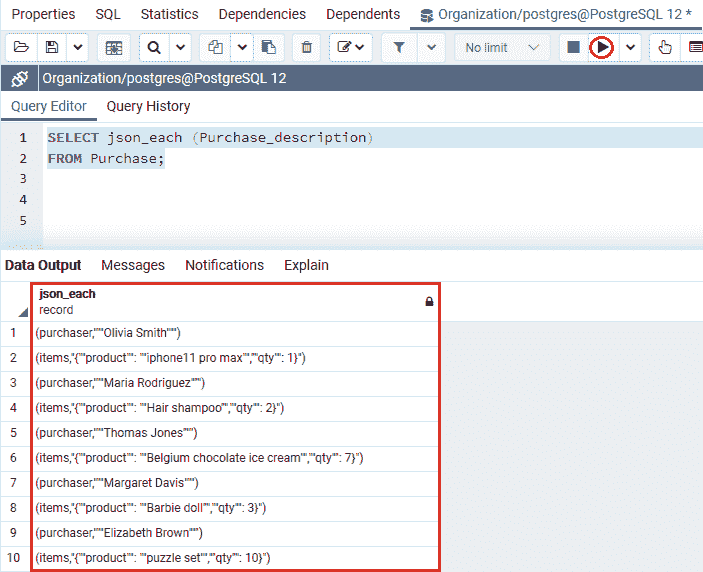 Properties SQL Statistics Dependencies Dependents Organization/postgres@PostgreSQL 12 *
No limit
Organization/postgres@PostgreSQL 12
Query Editor Query History
1 SELECT json_each (Purchase_description)
2 FROM Purchase;
3
4
5
Data Output Messages Notifications Explain
json_each
record
1 (purchaser,"""Olivia Smith""")
2 (items,"{""product"": ""iphone11 pro max"",""qty"": 1}")
3 (purchaser,"""Maria Rodriguez""")
4 (items,"{""product"": ""Hair shampoo"",""qty"": 2}")
5 (purchaser,"""Thomas Jones""")
6 (items,"{""product"": ""Belgium chocolate ice cream"",""qty"": 7}")
7 (purchaser,"""Margaret Davis""")
8 (items,"{""product"": ""Barbie doll"",""qty"": 3}")
9 (purchaser,"""Elizabeth Brown""")
10 (items,"{""product"": ""puzzle set"",""qty"": 10}")